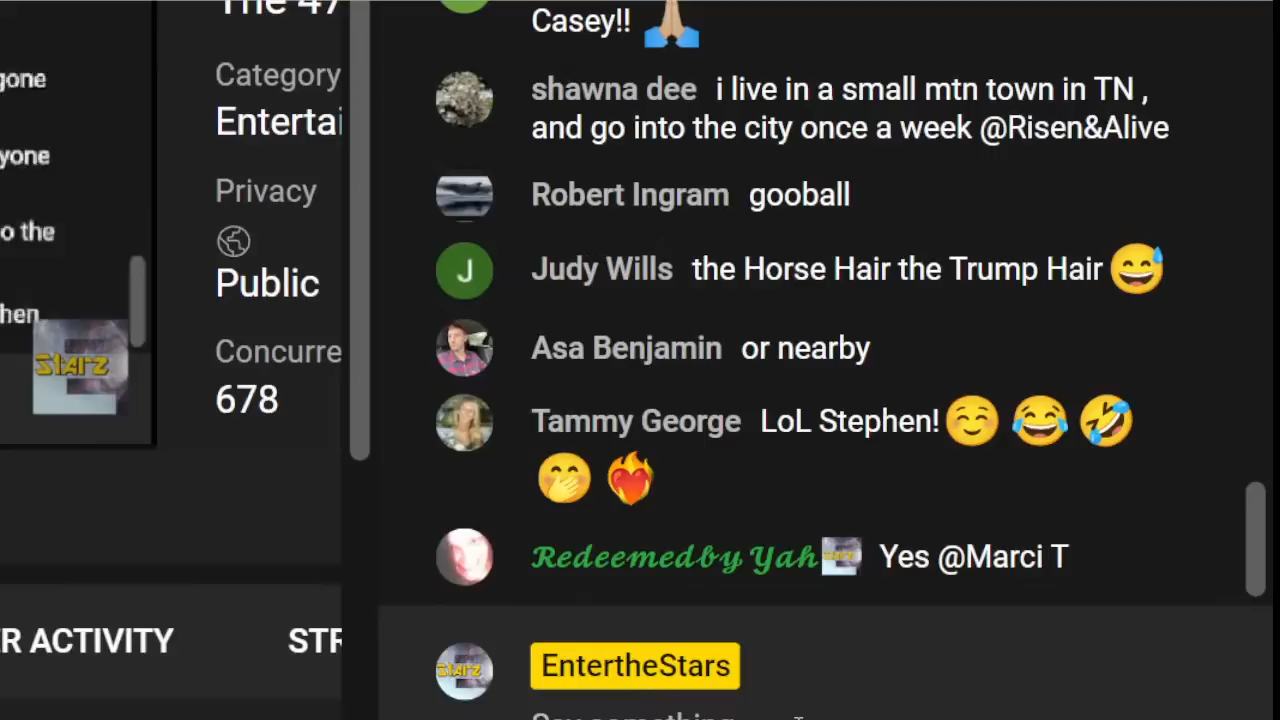 The 47
gone
yone
o the
hen
Starz
Category
Entertai
Privacy
Public
Concurre
678
R ACTIVITY
STR
Casey!!
shawna dee i live in a small mtn town in TN ,
and go into the city once a week @Risen&Alive
Robert Ingram gooball
J Judy Wills the Horse Hair the Trump Hair 😅
Asa Benjamin or nearby
Tammy George LoL Stephen!☺️ 😂 🤣
🤭 ❤️‍🔥
Redeemedby Yah Yes @Marci T
EntertheStars
Say something